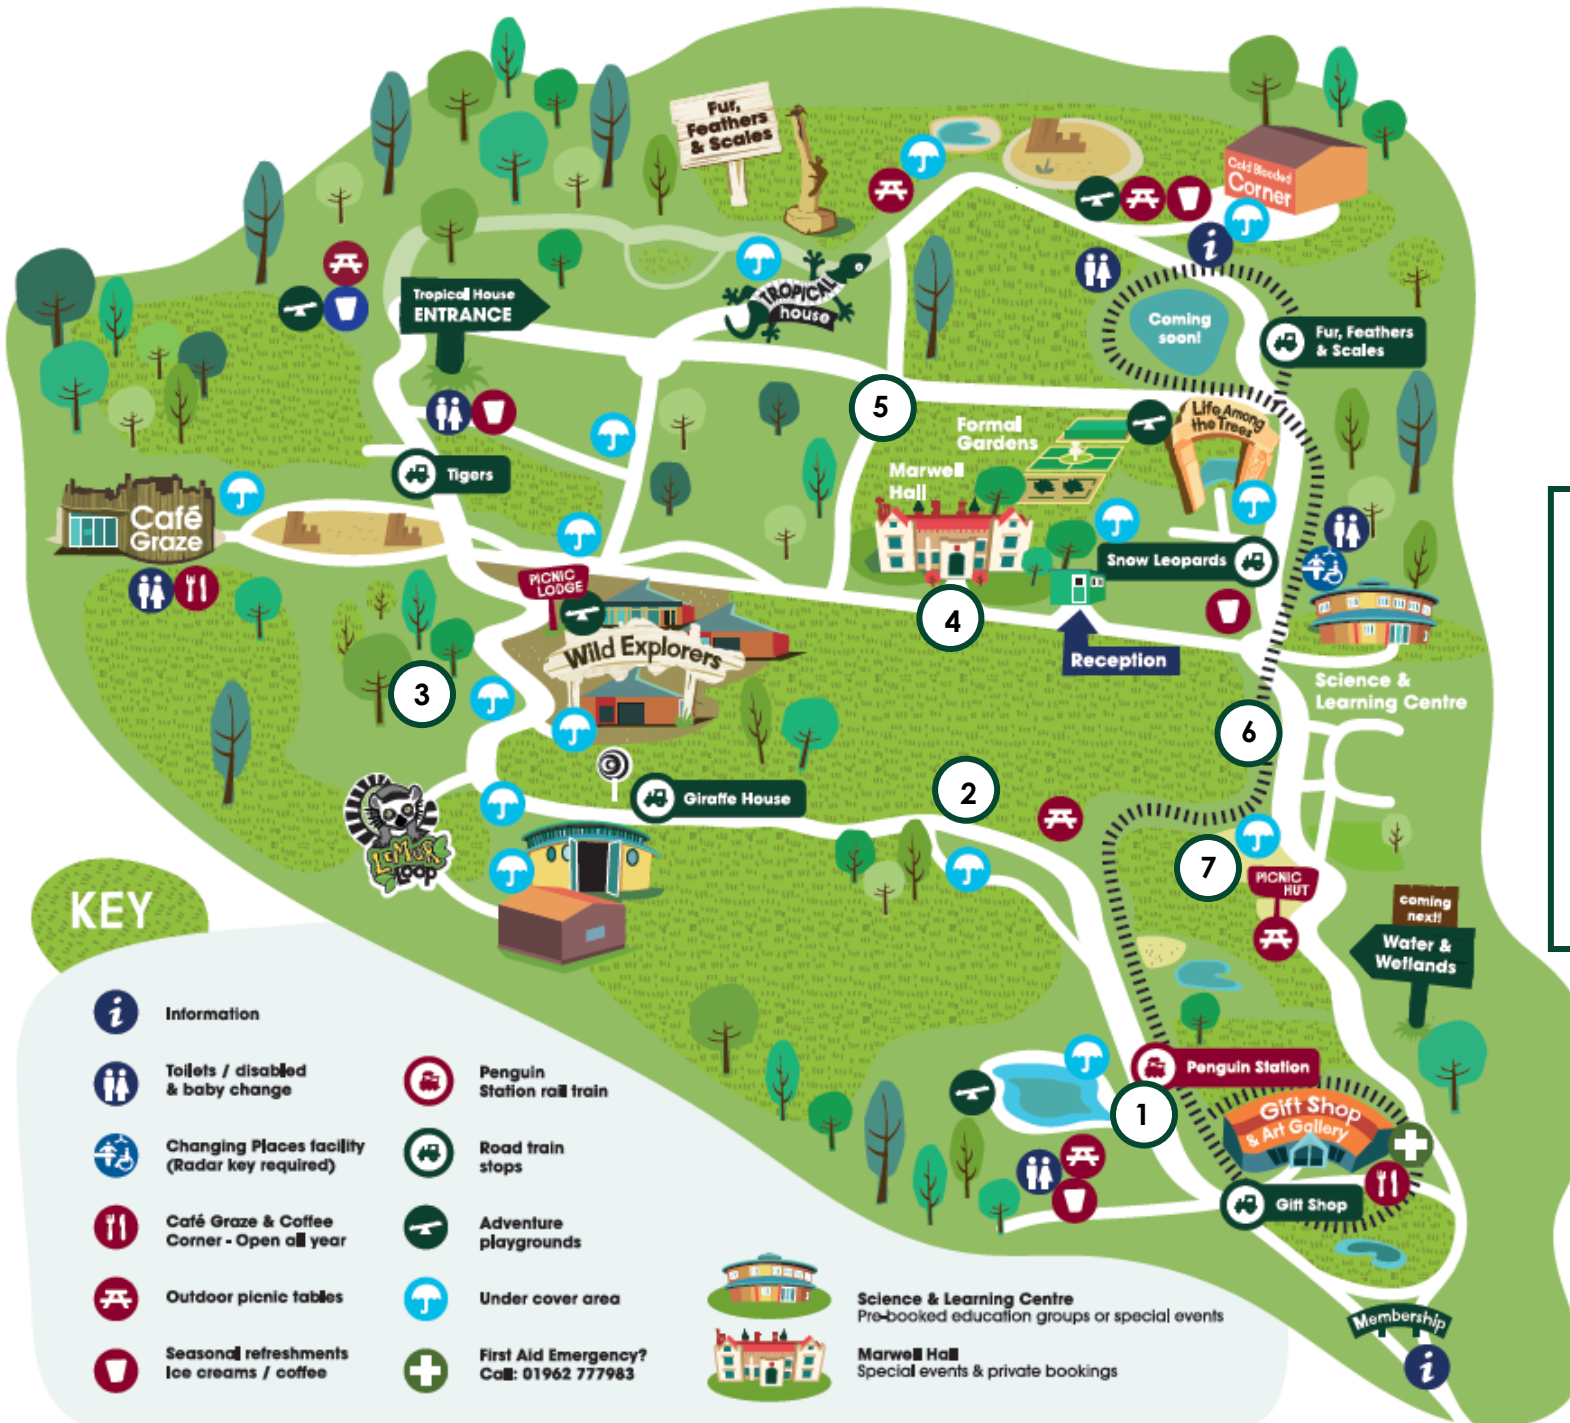 Fur,
Feathers
& Scales
Cold Blooded
Corner
Tropical House
ENTRANCE
TROPICAL
house
Coming
soon!
Fur, Feathers
& Scales
5
Formal
Gardens
Life Among
the Trees
Marwell
Hall
Tigers
Café
Graze
Snow Leopards
PICNIC
LODGE
Wild Explorers
4
Reception
Science &
Learning Centre
3
6
Giraffe House
2
LEMUR
Loop
7
PICNIC
HUT
coming
next!
Water &
Wetlands
Penguin Station
1
Gift Shop
& Art Gallery
Gift Shop
Membership
i
i
KEY
i
Information
Toilets / disabled
& baby change
Changing Places facility
(Radar key required)
Café Graze & Coffee
Corner - Open all year
Outdoor picnic tables
Seasonal refreshments
Ice creams / coffee
Penguin
Station rail train
Road train
stops
Adventure
playgrounds
Under cover area
First Aid Emergency?
Call: 01962 777983
Science & Learning Centre
Pre-booked education groups or special events
Marwell Hall
Special events & private bookings